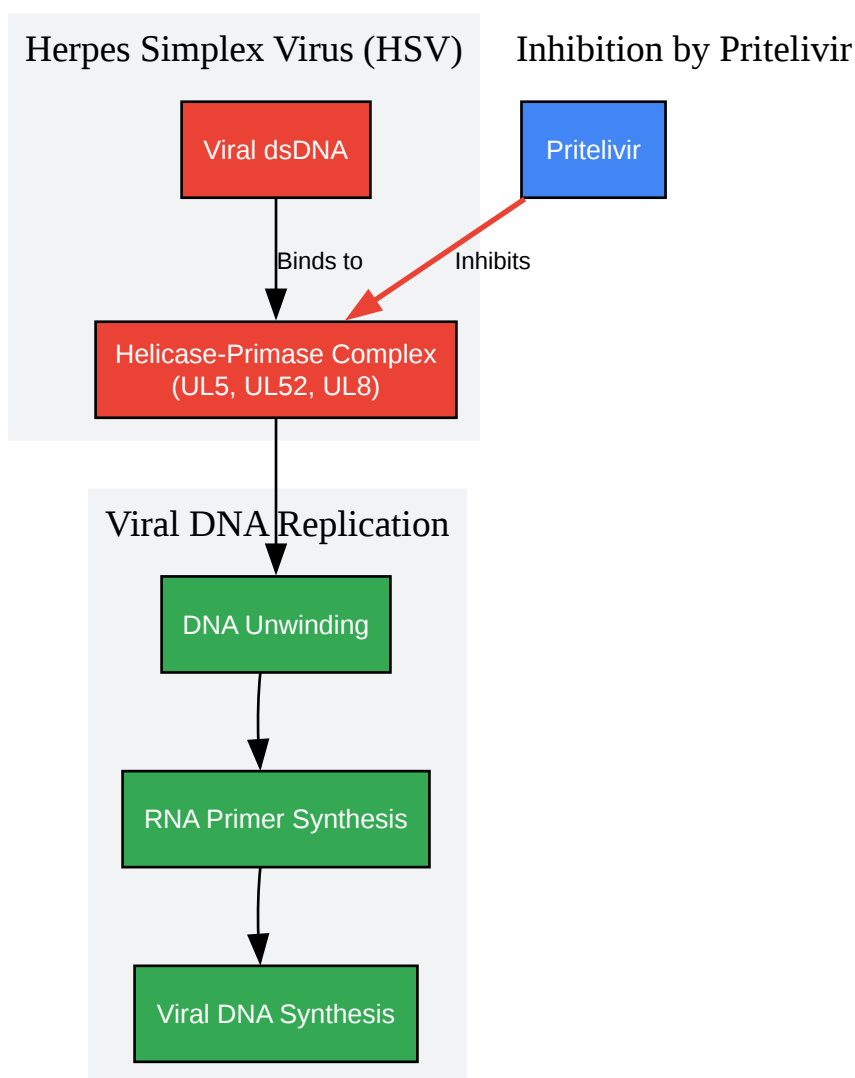 Herpes Simplex Virus (HSV)
Inhibition by Pritelivir
Viral dsDNA
Pritelivir
Binds to
Inhibits
Helicase-Primase Complex
(UL5, UL52, UL8)
Viral DNA Replication
DNA Unwinding
RNA Primer Synthesis
Viral DNA Synthesis